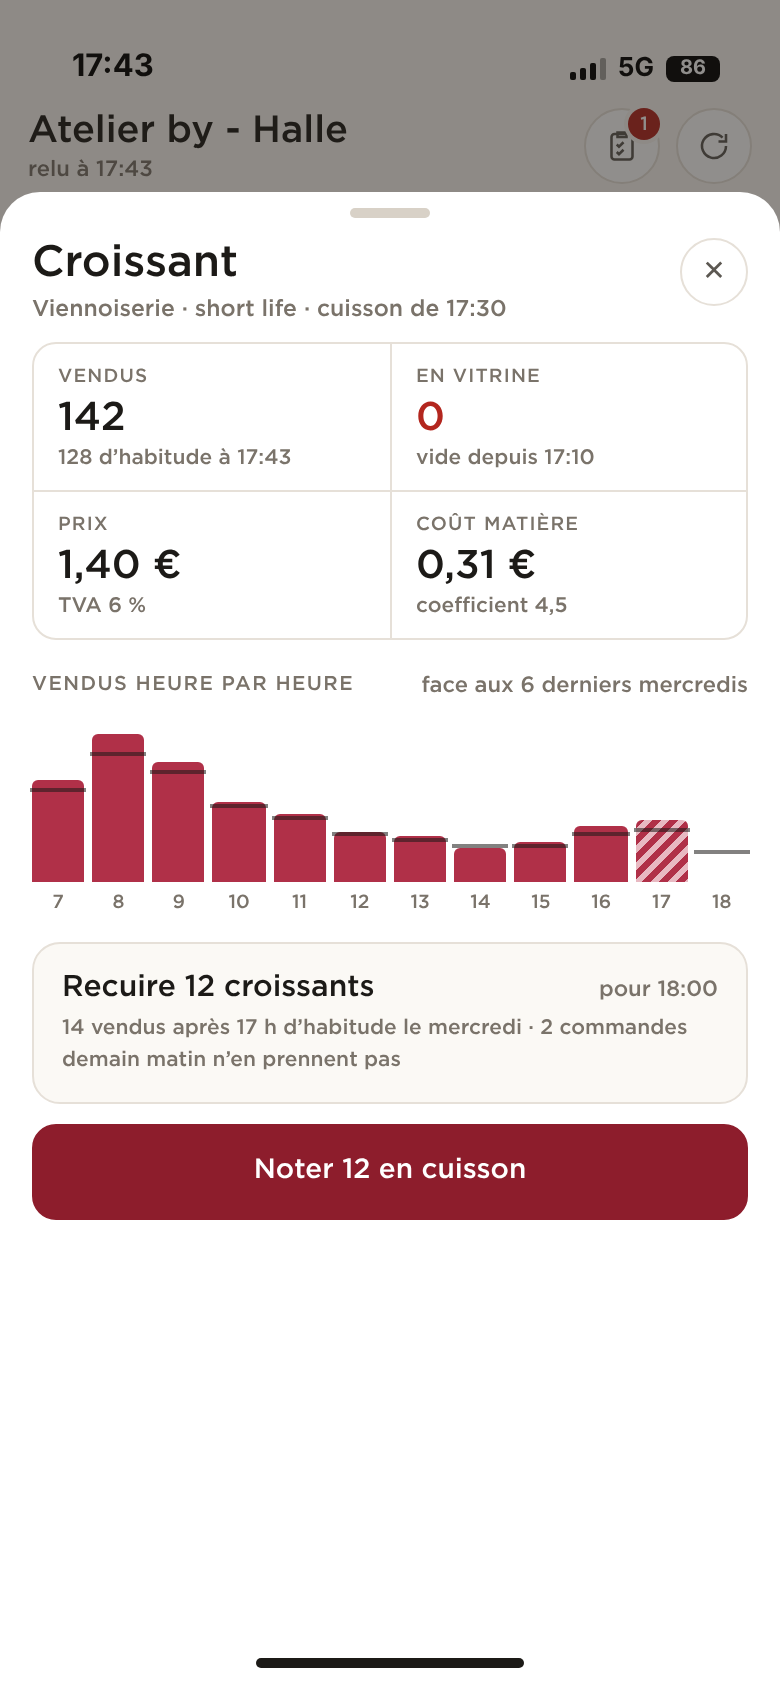 17:43
5G 86
Atelier by - Halle
1
relu à 17:43
Croissant
Viennoiserie · short life · cuisson de 17:30
VENDUS
142
128 d’habitude à 17:43
EN VITRINE
0
vide depuis 17:10
PRIX
1,40 €
TVA 6 %
COÛT MATIÈRE
0,31 €
coefficient 4,5
VENDUS HEURE PAR HEURE
face aux 6 derniers mercredis
7 8 9 10 11 12 13 14 15 16 17 18
Recuire 12 croissants
pour 18:00
14 vendus après 17 h d’habitude le mercredi · 2 commandes
demain matin n’en prennent pas
Noter 12 en cuisson